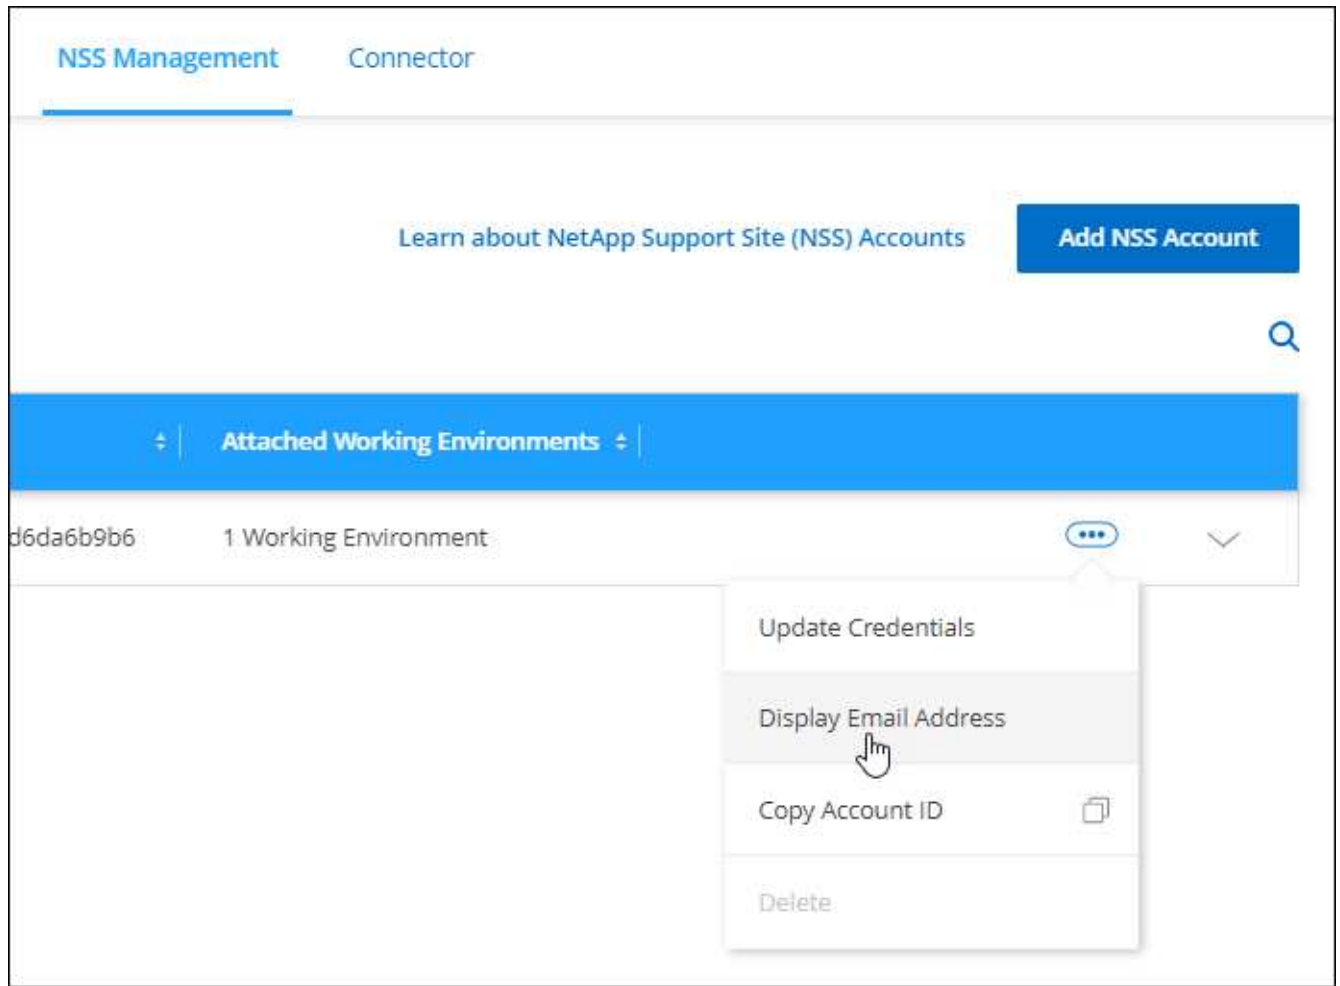 NSS Management Connector
Learn about NetApp Support Site (NSS) Accounts Add NSS Account
Attached Working Environments
d6da6b9b6 1 Working Environment
Update Credentials
Display Email Address
Copy Account ID
Delete